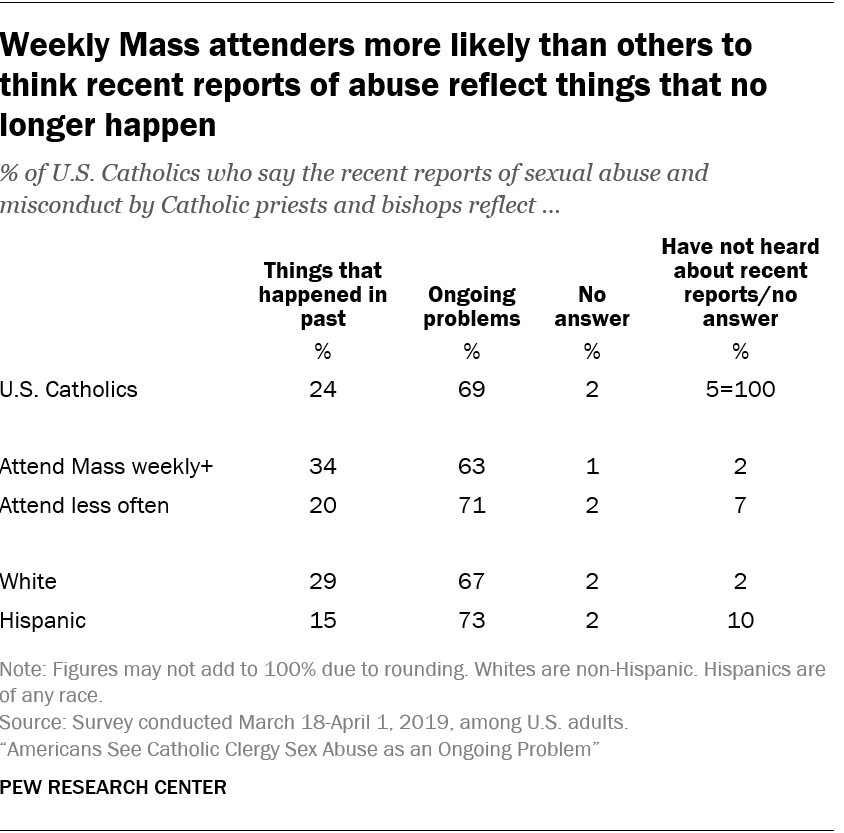 Weekly Mass attenders more likely than others to
think recent reports of abuse reflect things that no
longer happen
% of U.S. Catholics who say the recent reports of sexual abuse and
misconduct by Catholic priests and bishops reflect ...
Things that
happened in
past
Ongoing
problems
No
answer
Have not heard
about recent
reports/no
answer
% % % %
U.S. Catholics 24 69 2 5=100
Attend Mass weekly+ 34 63 1 2
Attend less often 20 71 2 7
White 29 67 2 2
Hispanic 15 73 2 10
Note: Figures may not add to 100% due to rounding. Whites are non-Hispanic. Hispanics are
of any race.
Source: Survey conducted March 18-April 1, 2019, among U.S. adults.
“Americans See Catholic Clergy Sex Abuse as an Ongoing Problem”
PEW RESEARCH CENTER